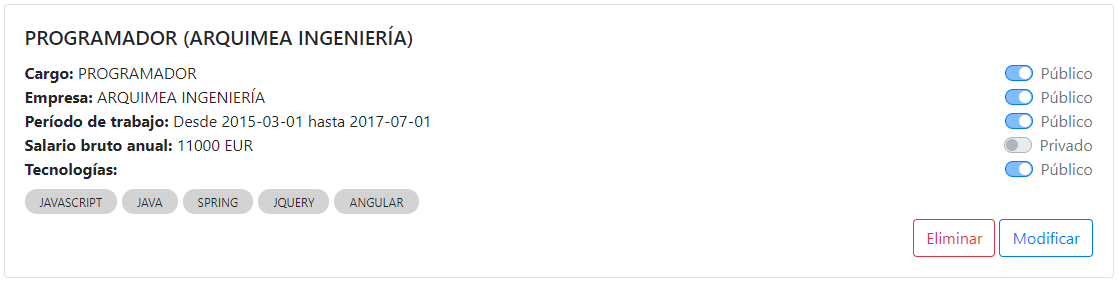 PROGRAMADOR (ARQUIMEA INGENIERÍA)
Cargo: PROGRAMADOR Público
Empresa: ARQUIMEA INGENIERÍA Público
Período de trabajo: Desde 2015-03-01 hasta 2017-07-01 Público
Salario bruto anual: 11000 EUR Privado
Tecnologías: Público
JAVASCRIPT JAVA SPRING JQUERY ANGULAR
Eliminar Modificar